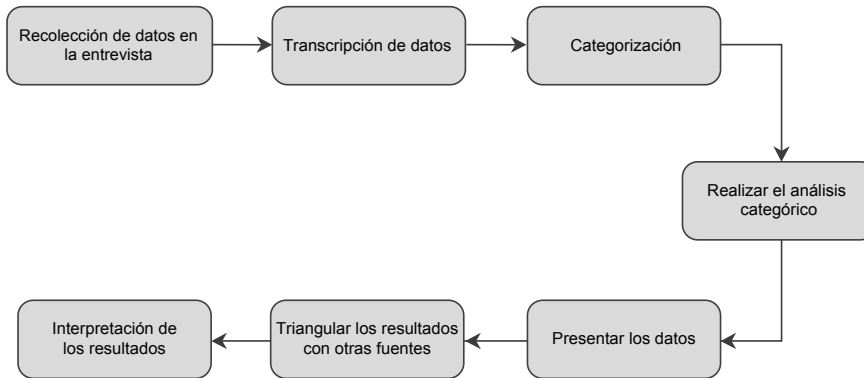 Recolección de datos en
la entrevista
Transcripción de datos
Categorización
Realizar el análisis
categórico
Presentar los datos
Triangular los resultados
con otras fuentes
Interpretación de
los resultados